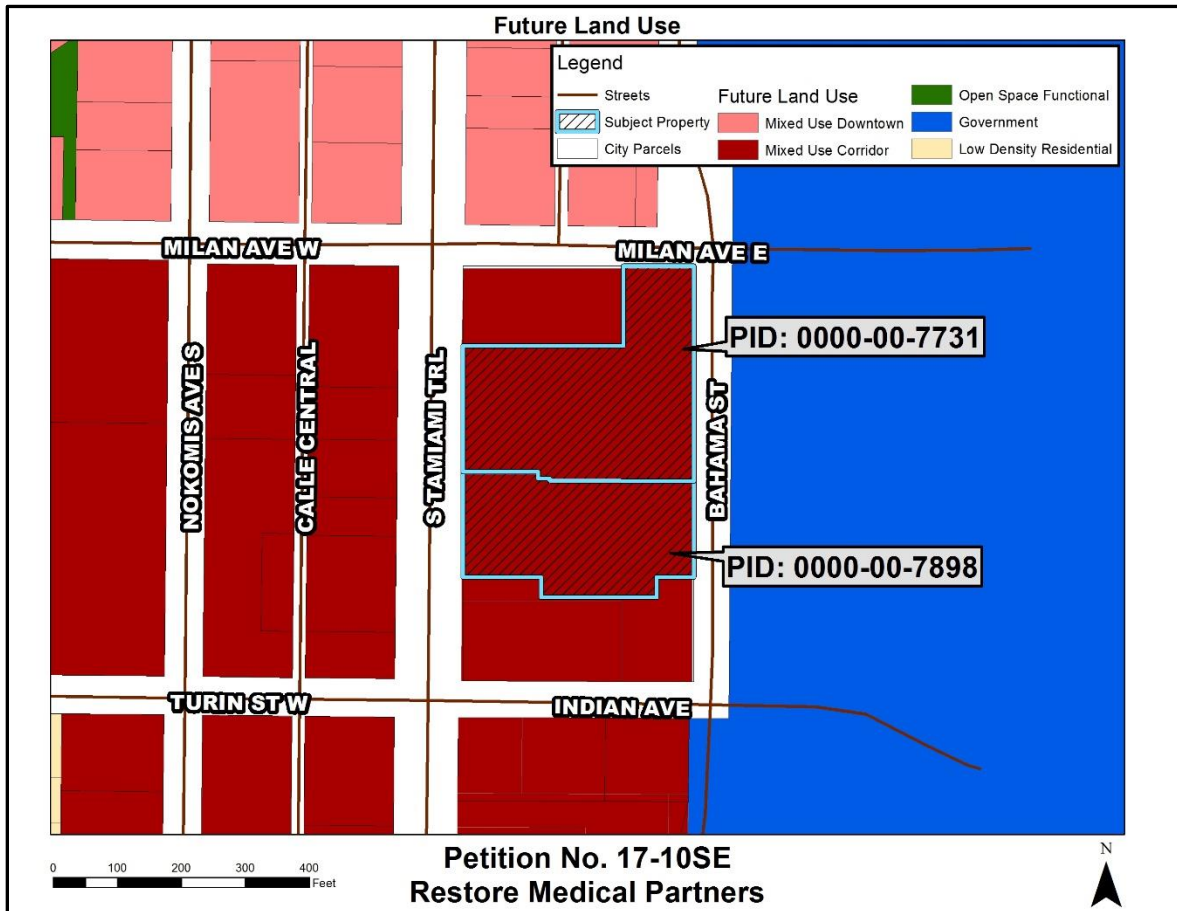 Future Land Use
Legend
Streets
Subject Property
City Parcels
Future Land Use
Mixed Use Downtown
Mixed Use Corridor
Open Space Functional
Government
Low Density Residential
MILAN AVE W
MILAN AVE E
NOKOMIS AVE S
CALLE CENTRAL
S TAMIAMI TRL
BAHAMA ST
PID: 0000-00-7731
PID: 0000-00-7898
TURIN ST W
INDIAN AVE
0 100 200 300 400
Feet
Petition No. 17-10SE
Restore Medical Partners
N